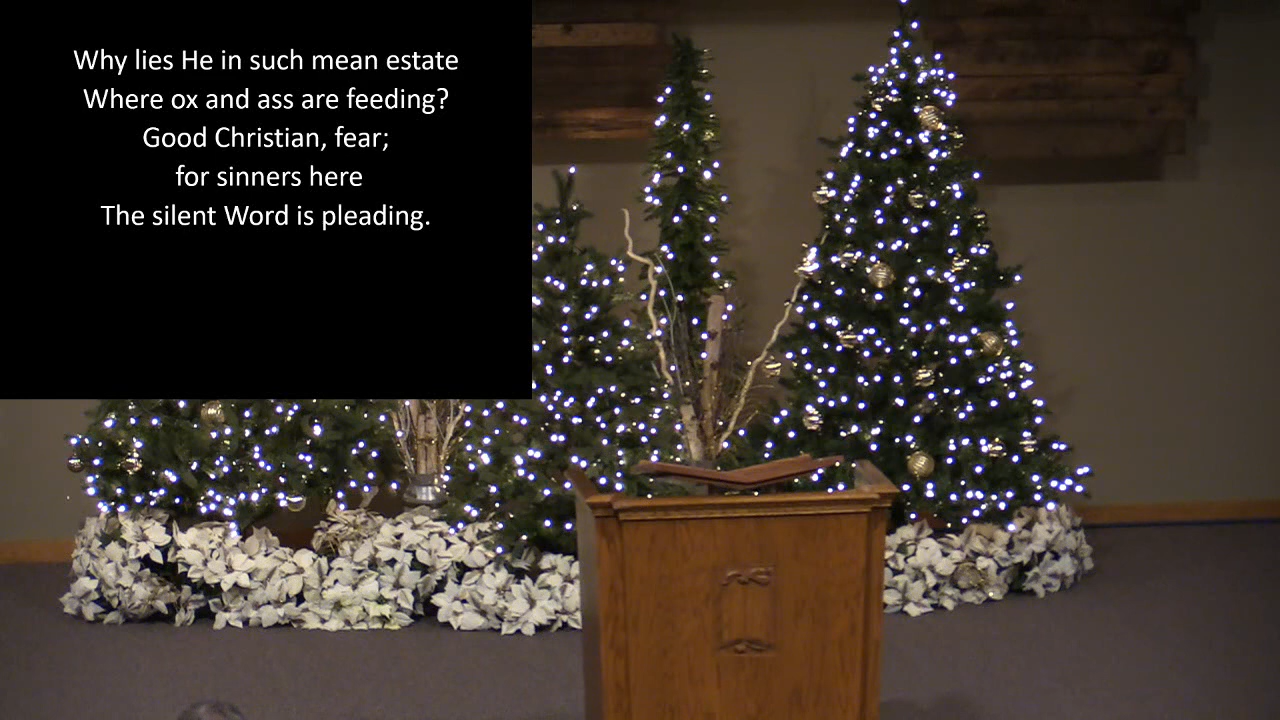 Why lies He in such mean estate
Where ox and ass are feeding?
Good Christian, fear;
for sinners here
The silent Word is pleading.